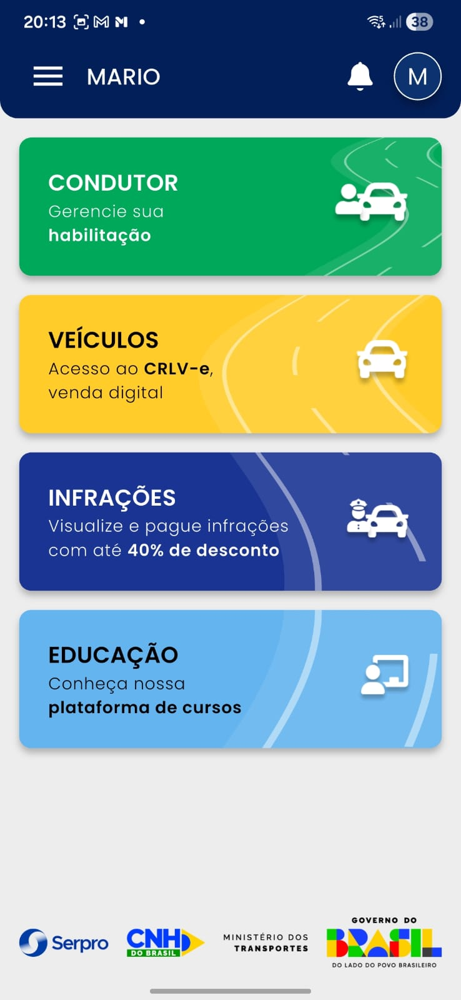 20:13
38
MARIO
M
CONDUTOR
Gerencie sua
habilitação
VEÍCULOS
Acesso ao CRLV-e,
venda digital
INFRAÇÕES
Visualize e pague infrações
com até 40% de desconto
EDUCAÇÃO
Conheça nossa
plataforma de cursos
Serpro
CNH
DO BRASIL
MINISTÉRIO DOS
TRANSPORTES
GOVERNO DO
BRASIL
DO LADO DO POVO BRASILEIRO